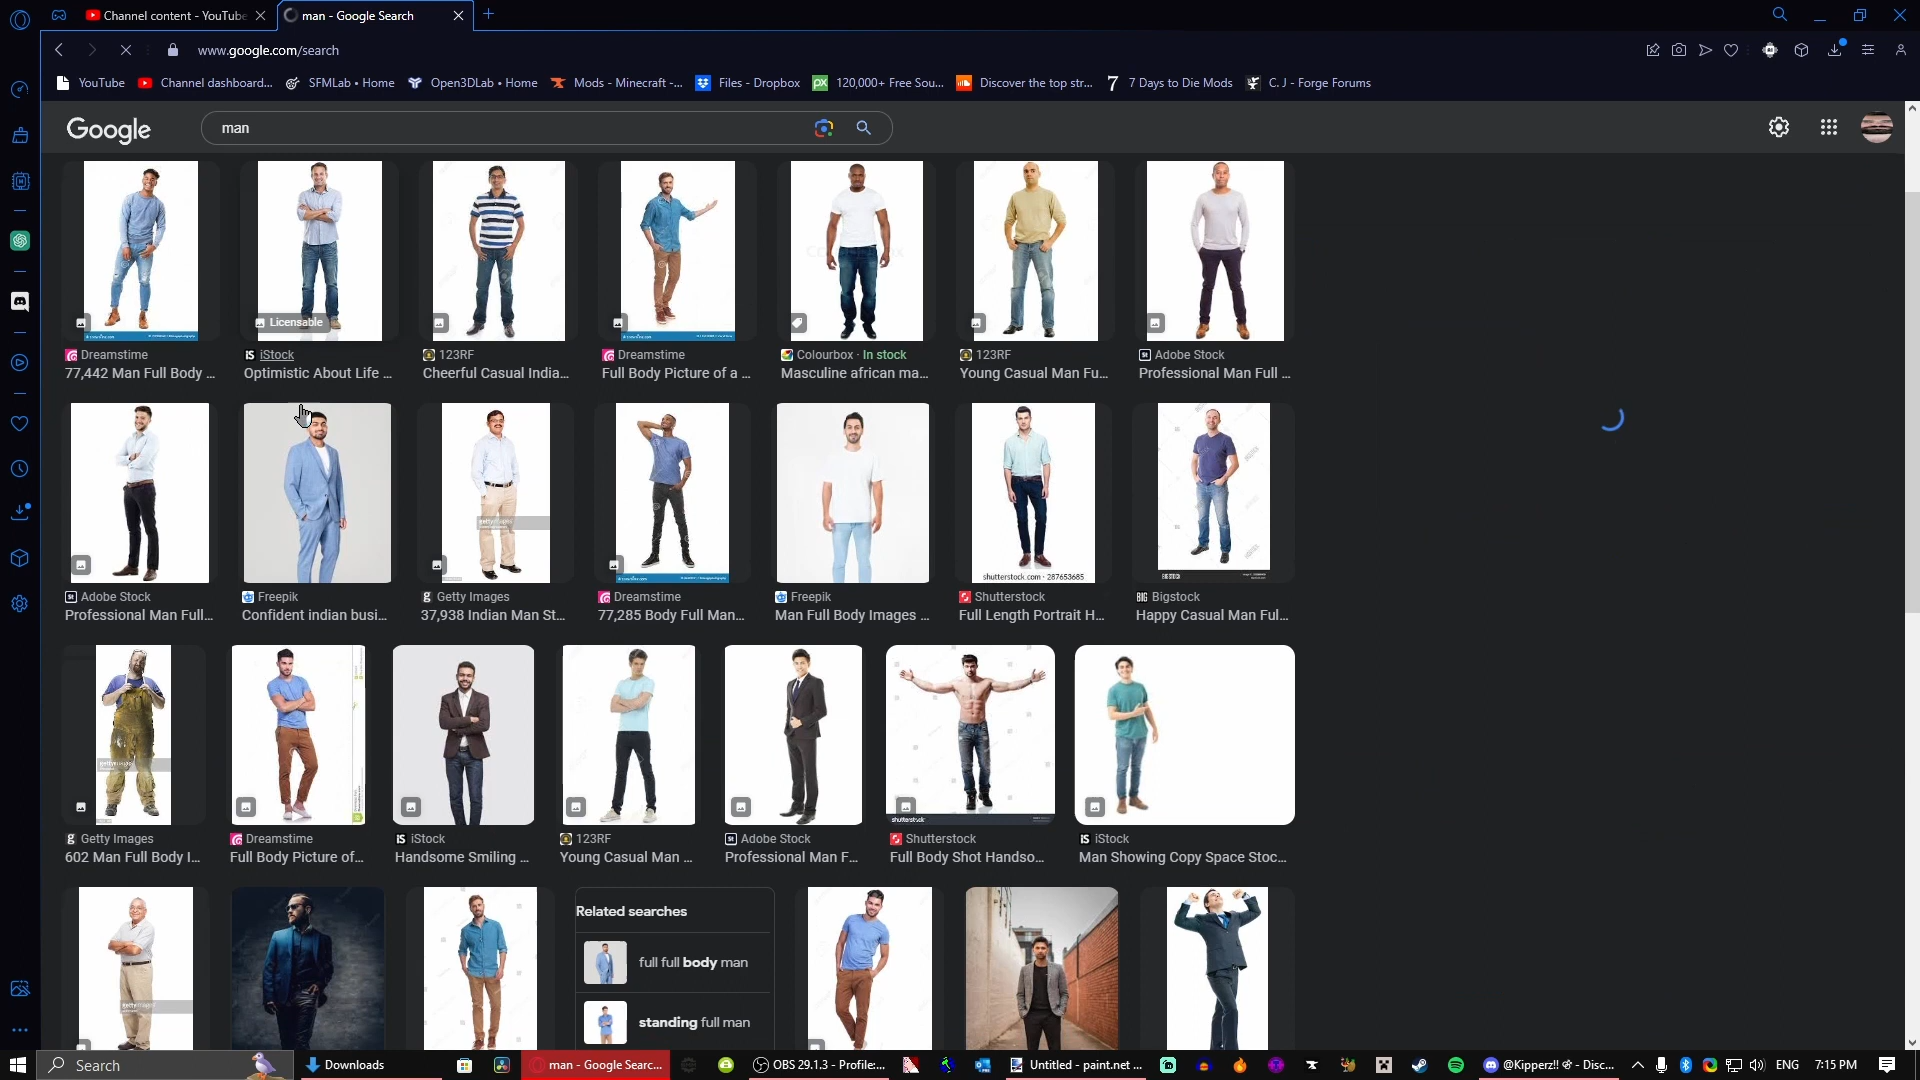 Channel content - YouTube
man - Google Search
www.google.com/search
YouTube
Channel dashboard...
SFMLab • Home
Open3DLab • Home
Mods - Minecraft -...
Files - Dropbox
120,000+ Free Sou...
Discover the top str...
7 Days to Die Mods
C. J - Forge Forums
Google
man
Licensable
Dreamstime
77,442 Man Full Body ...
iStock
Optimistic About Life ...
123RF
Cheerful Casual India...
Dreamstime
Full Body Picture of a ...
Colourbox · In stock
Masculine african ma...
123RF
Young Casual Man Fu...
Adobe Stock
Professional Man Full ...
gettyimages
shutterstock.com · 287653685
BIGSTOCK
Adobe Stock
Professional Man Full...
Freepik
Confident indian busi...
Getty Images
37,938 Indian Man St...
Dreamstime
77,285 Body Full Man...
Freepik
Man Full Body Images ...
Shutterstock
Full Length Portrait H...
BIG Bigstock
Happy Casual Man Ful...
gettyimages
shutterstock
Getty Images
602 Man Full Body I...
Dreamstime
Full Body Picture of...
iStock
Handsome Smiling ...
123RF
Young Casual Man ...
Adobe Stock
Professional Man F...
Shutterstock
Full Body Shot Handso...
iStock
Man Showing Copy Space Stoc...
gettyimages
Related searches
full full body man
standing full man
Search
Downloads
man - Google Searc...
OBS 29.1.3 - Profile:...
Untitled - paint.net ...
@Kipperz!! - Disc...
ENG
7:15 PM